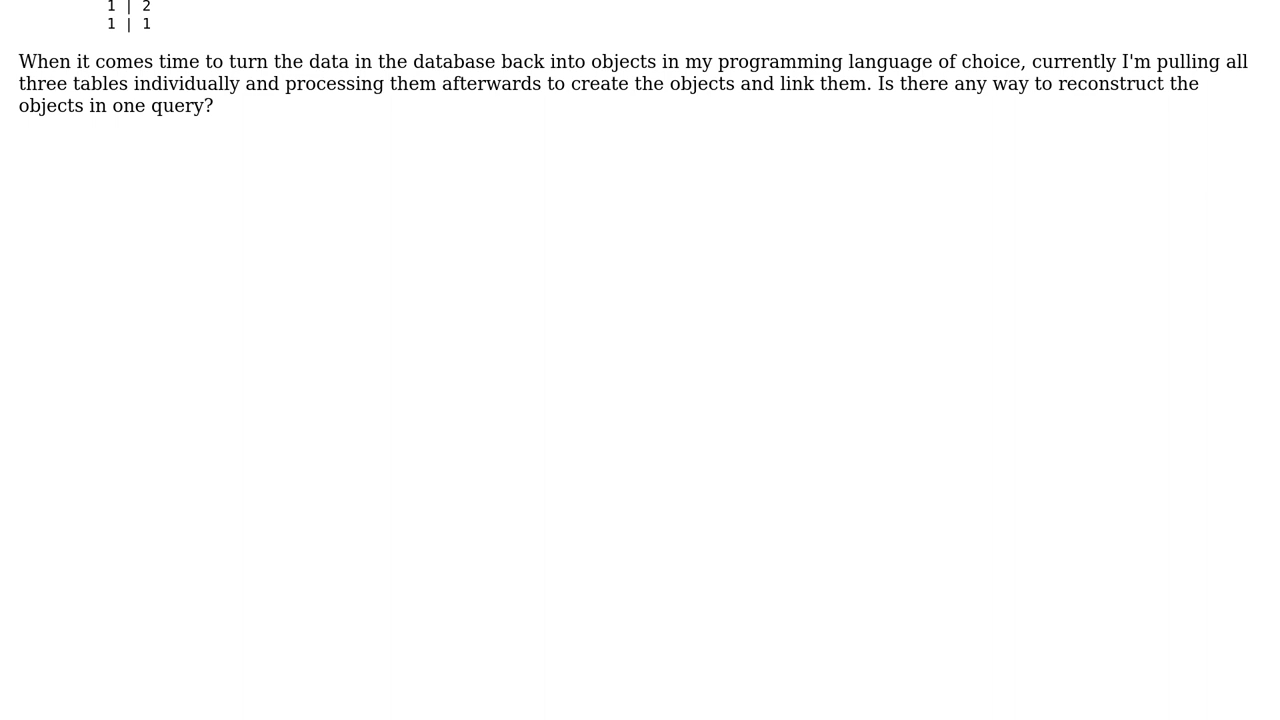 1 | 2
1 | 1
When it comes time to turn the data in the database back into objects in my programming language of choice, currently I'm pulling all
three tables individually and processing them afterwards to create the objects and link them. Is there any way to reconstruct the
objects in one query?